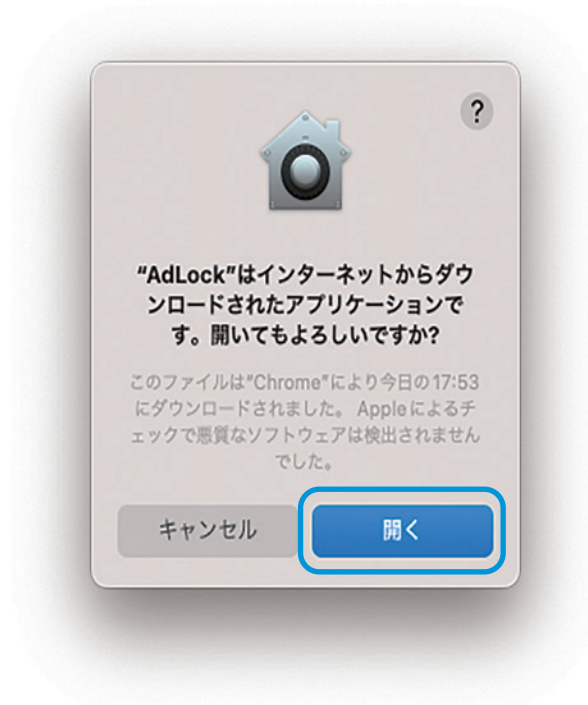 ?
“AdLock”はインターネットからダウ
ンロードされたアプリケーションで
す。開いてもよろしいですか?
このファイルは“Chrome”により今日の17:53
にダウンロードされました。 Appleによるチ
ェックで悪質なソフトウェアは検出されません
でした。
キャンセル 開く